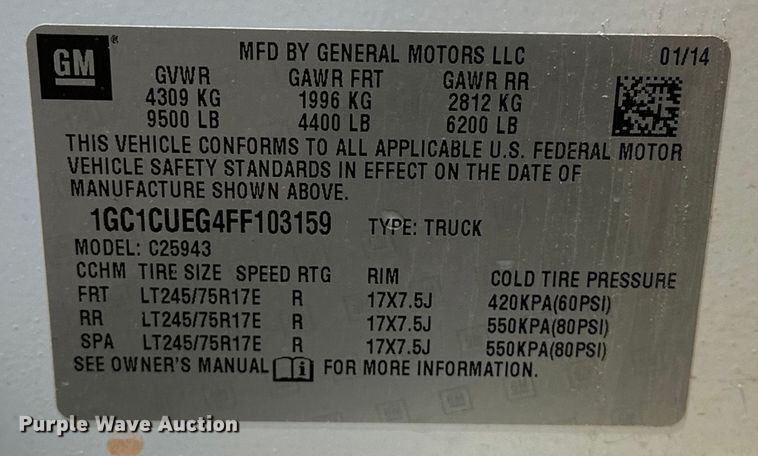 GM ® MFD BY GENERAL MOTORS LLC 01/14
GVWR GAWR FRT GAWR RR
4309 KG 1996 KG 2812 KG
9500 LB 4400 LB 6200 LB
THIS VEHICLE CONFORMS TO ALL APPLICABLE U.S. FEDERAL MOTOR
VEHICLE SAFETY STANDARDS IN EFFECT ON THE DATE OF
MANUFACTURE SHOWN ABOVE.
1GC1CUEG4FF103159 TYPE: TRUCK
MODEL: C25943
CCHM TIRE SIZE SPEED RTG RIM COLD TIRE PRESSURE
FRT LT245/75R17E R 17X7.5J 420KPA(60PSI)
RR LT245/75R17E R 17X7.5J 550KPA(80PSI)
SPA LT245/75R17E R 17X7.5J 550KPA(80PSI)
SEE OWNER'S MANUAL i FOR MORE INFORMATION.
Purple Wave Auction